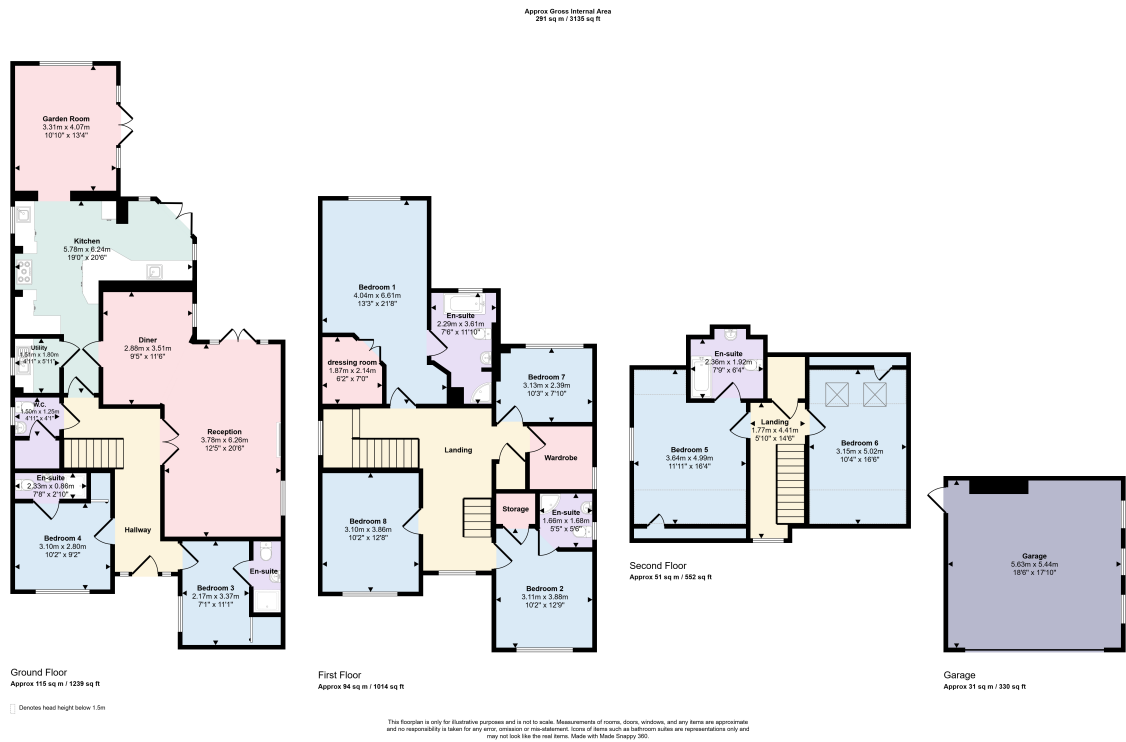 Approx Gross Internal Area
291 sq m / 3135 sq ft
Garden Room
3.31m x 4.07m
10'10" x 13'4"
Kitchen
5.78m x 6.24m
19'0" x 20'6"
Diner
2.88m x 3.51m
9'5" x 11'6"
Utility
1.51m x 1.80m
4'11" x 5'11"
W.C.
1.50m x 1.25m
4'11" x 4'1"
Reception
3.78m x 6.26m
12'5" x 20'6"
En-suite
2.33m x 0.86m
7'8" x 2'10"
Bedroom 4
3.10m x 2.80m
10'2" x 9'2"
Hallway
Bedroom 3
2.17m x 3.37m
7'1" x 11'1"
En-suite
Ground Floor
Approx 115 sq m / 1239 sq ft
Denotes head height below 1.5m
Bedroom 1
4.04m x 6.61m
13'3" x 21'8"
En-suite
2.29m x 3.61m
7'6" x 11'10"
dressing room
1.87m x 2.14m
6'2" x 7'0"
Bedroom 7
3.13m x 2.39m
10'3" x 7'10"
Landing
Wardrobe
Bedroom 8
3.10m x 3.86m
10'2" x 12'8"
Storage
En-suite
1.66m x 1.68m
5'5" x 5'6"
Bedroom 2
3.11m x 3.88m
10'2" x 12'9"
First Floor
Approx 94 sq m / 1014 sq ft
En-suite
2.36m x 1.92m
7'9" x 6'4"
Landing
1.77m x 4.41m
5'10" x 14'6"
Bedroom 5
3.64m x 4.99m
11'11" x 16'4"
Bedroom 6
3.15m x 5.02m
10'4" x 16'6"
Second Floor
Approx 51 sq m / 552 sq ft
Garage
5.63m x 5.44m
18'6" x 17'10"
Garage
Approx 31 sq m / 330 sq ft
This floorplan is only for illustrative purposes and is not to scale. Measurements of rooms, doors, windows, and any items are approximate
and no responsibility is taken for any error, omission or mis-statement. Icons of items such as bathroom suites are representations only and
may not look like the real items. Made with Made Snappy 360.